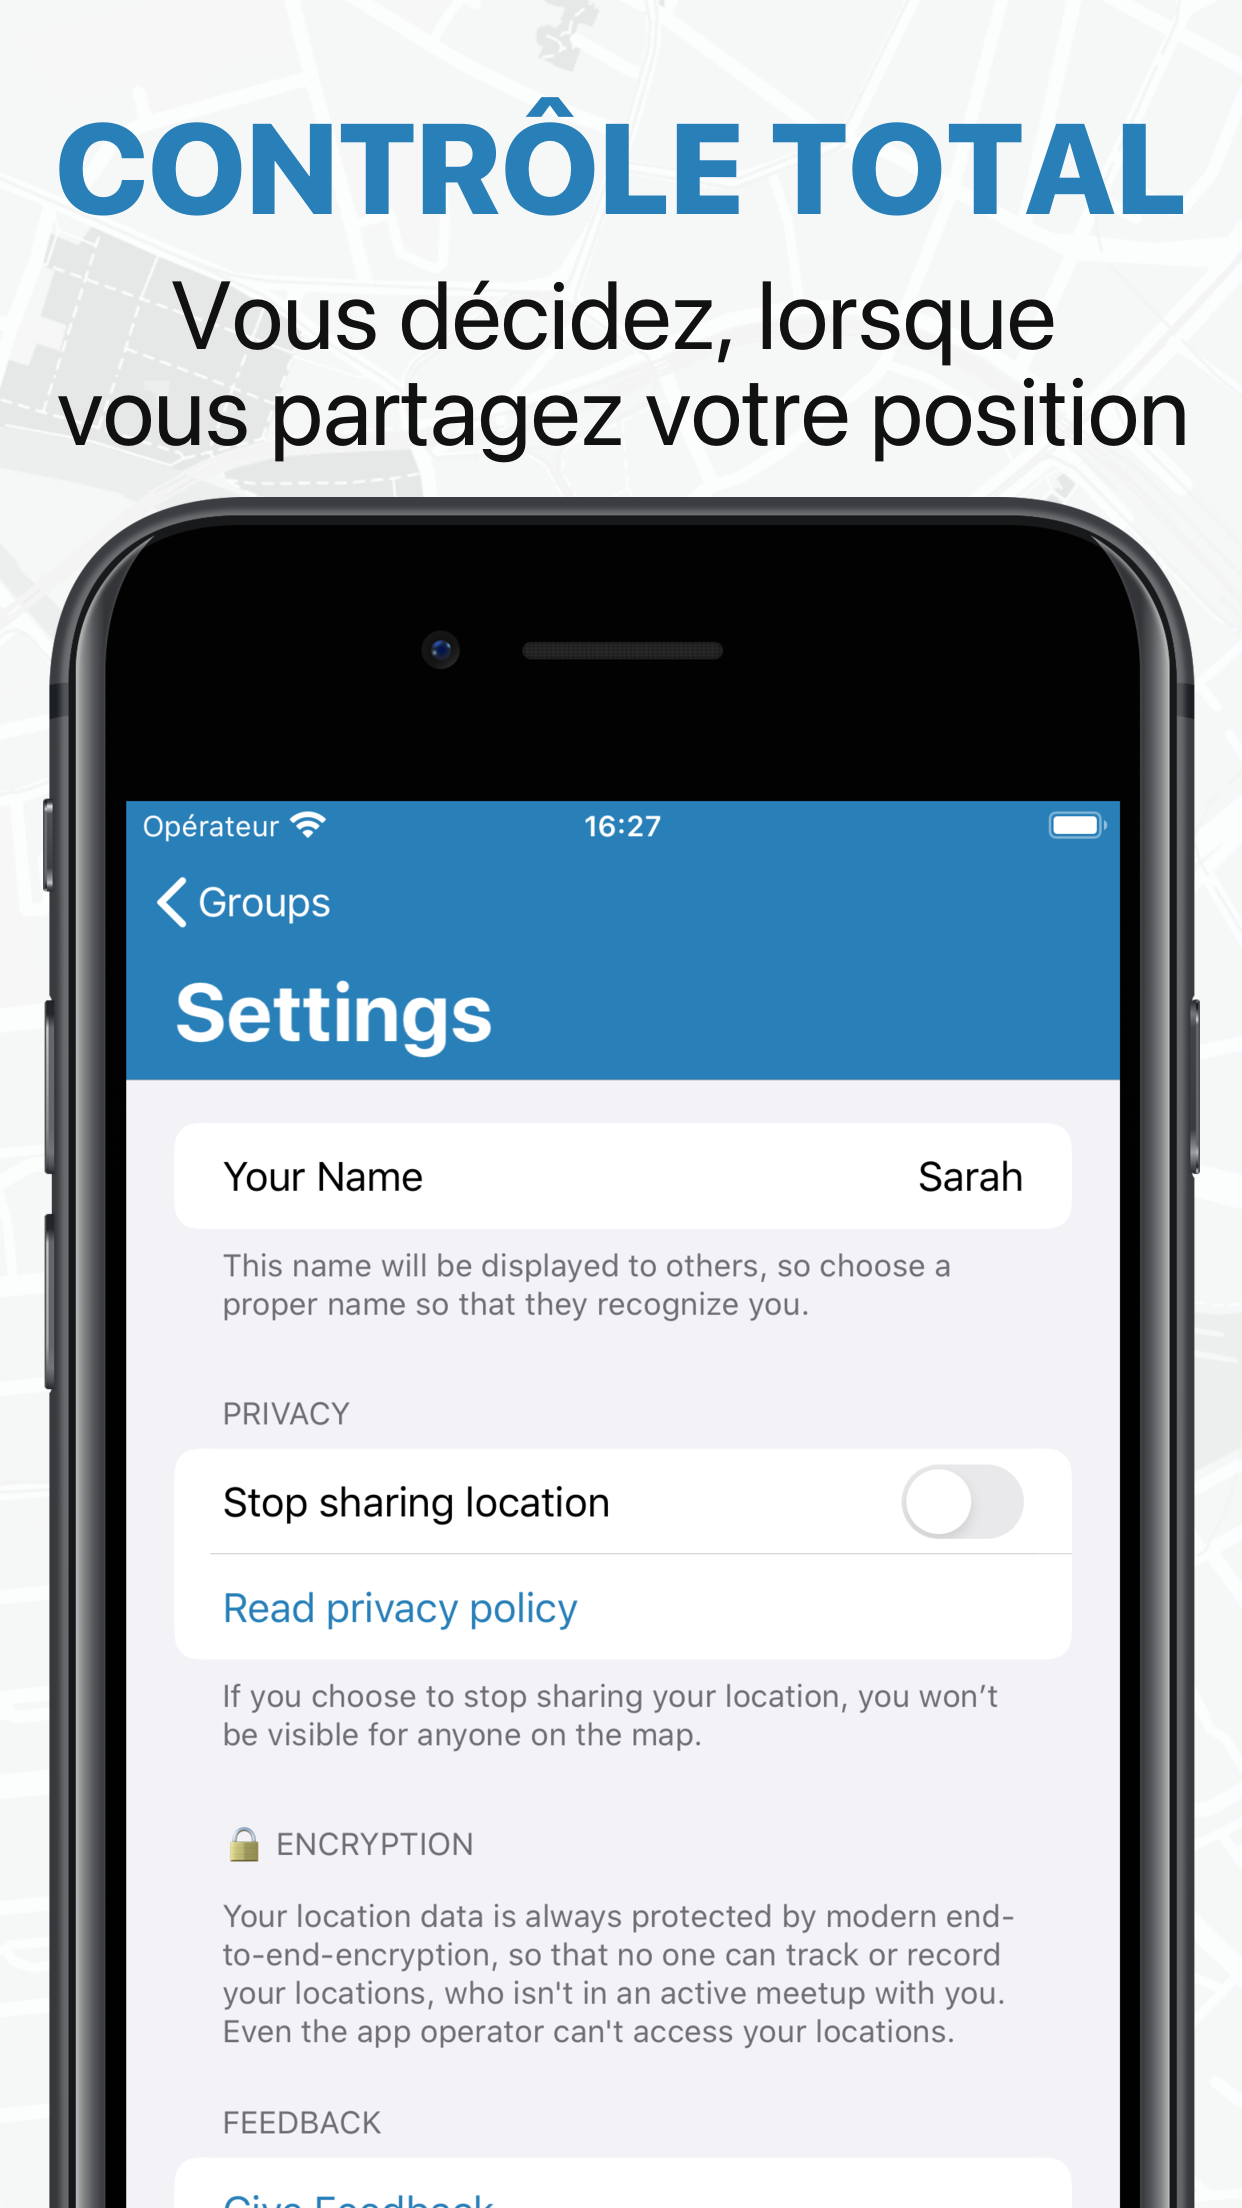 CONTRÔLE TOTAL
Vous décidez, lorsque
vous partagez votre position
Opérateur 16:27
Groups
Settings
Your Name Sarah
This name will be displayed to others, so choose a
proper name so that they recognize you.
PRIVACY
Stop sharing location
Read privacy policy
If you choose to stop sharing your location, you won’t
be visible for anyone on the map.
🔒 ENCRYPTION
Your location data is always protected by modern end-
to-end-encryption, so that no one can track or record
your locations, who isn't in an active meetup with you.
Even the app operator can't access your locations.
FEEDBACK
Give Feedback